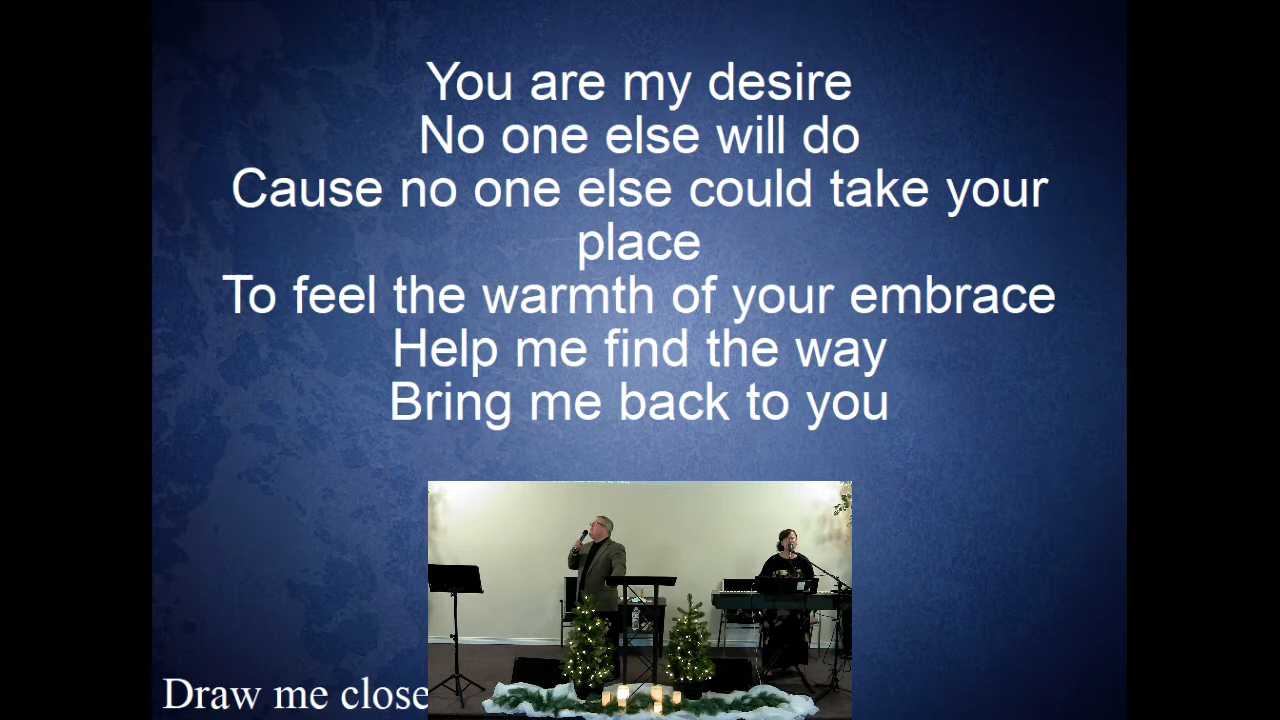 You are my desire
No one else will do
Cause no one else could take your
place
To feel the warmth of your embrace
Help me find the way
Bring me back to you
Draw me close